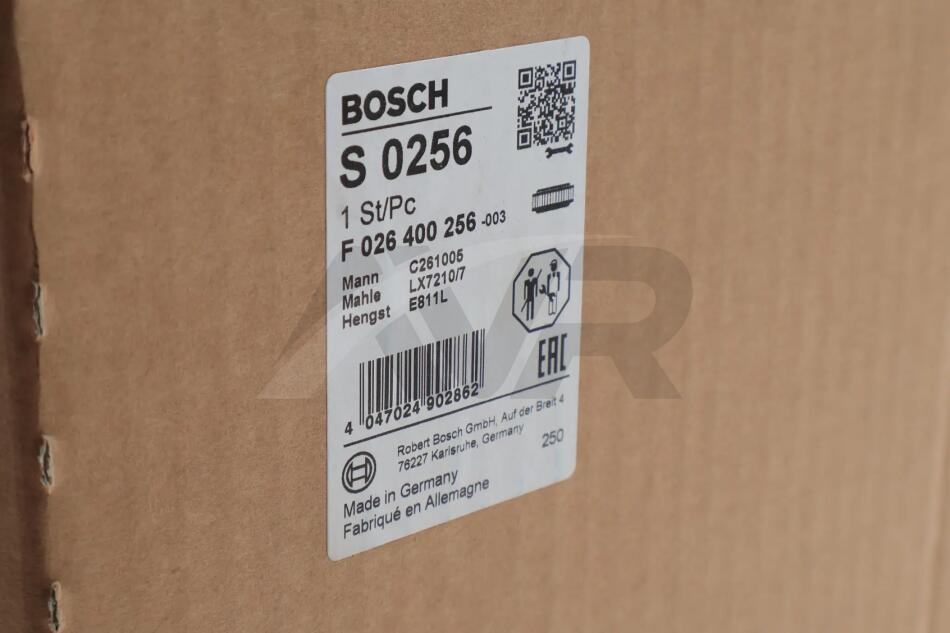 BOSCH
S 0256
1 St/Pc
F 026 400 256 -003
Mann C261005
Mahle LX7210/7
Hengst E811L
EAC
4 047024 902862
Robert Bosch GmbH, Auf der Breit 4
76227 Karlsruhe, Germany
250
Made in Germany
Fabriqué en Allemagne
AVR